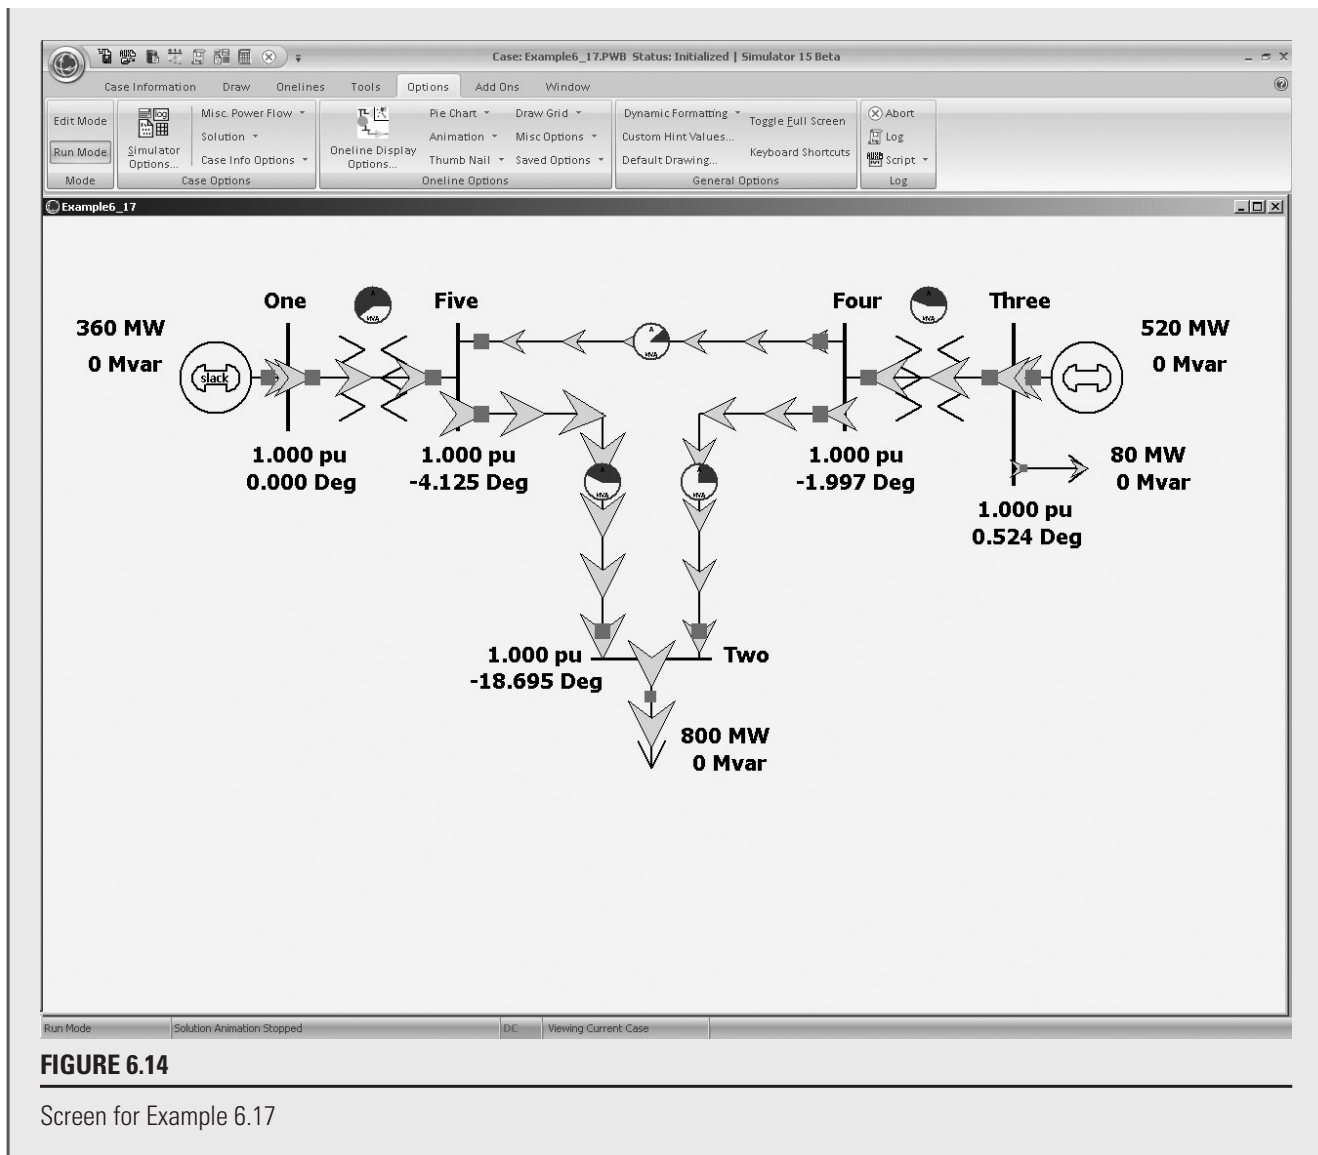 Case: Example6_17.PWB Status: Initialized | Simulator 15 Beta
Case Information Draw Onelines Tools Options Add Ons Window
Edit Mode
Run Mode
Mode
Simulator
Options...
Misc. Power Flow
Solution
Case Info Options
Case Options
Oneline Display
Options...
Pie Chart
Animation
Thumb Nail
Draw Grid
Misc Options
Saved Options
Oneline Options
Dynamic Formatting
Custom Hint Values...
Default Drawing...
Toggle Full Screen
Keyboard Shortcuts
General Options
Abort
Log
Script
Log
Example6_17
One
Five
Four
Three
360 MW
0 Mvar
slack
A
MVA
A
MVA
A
MVA
520 MW
0 Mvar
1.000 pu
0.000 Deg
1.000 pu
-4.125 Deg
A
MVA
A
MVA
1.000 pu
-1.997 Deg
80 MW
0 Mvar
1.000 pu
0.524 Deg
1.000 pu
-18.695 Deg
Two
800 MW
0 Mvar
Run Mode
Solution Animation Stopped
DC
Viewing Current Case
FIGURE 6.14
Screen for Example 6.17